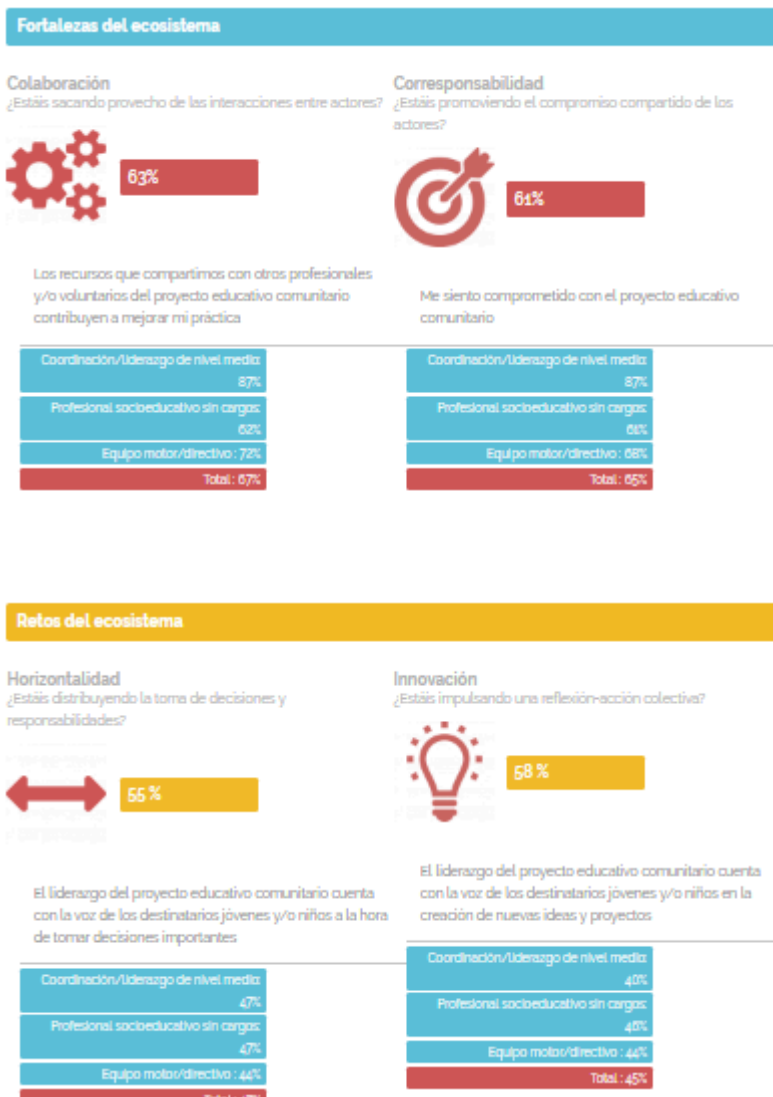 Fortalezas del ecosistema
Colaboración
¿Estáis sacando provecho de las interacciones entre actores?
63%
Los recursos que compartimos con otros profesionales
y/o voluntarios del proyecto educativo comunitario
contribuyen a mejorar mi práctica
Coordinación/liderazgo de nivel medio:
87%
Profesional socioeducativo sin cargos:
62%
Equipo motor/directivo : 72%
Total : 67%
Corresponsabilidad
¿Estáis promoviendo el compromiso compartido de los
actores?
61%
Me siento comprometido con el proyecto educativo
comunitario
Coordinación/liderazgo de nivel medio:
87%
Profesional socioeducativo sin cargos:
61%
Equipo motor/directivo : 68%
Total : 65%
Retos del ecosistema
Horizontalidad
¿Estáis distribuyendo la toma de decisiones y
responsabilidades?
55 %
El liderazgo del proyecto educativo comunitario cuenta
con la voz de los destinatarios jóvenes y/o niños a la hora
de tomar decisiones importantes
Coordinación/liderazgo de nivel medio:
47%
Profesional socioeducativo sin cargos:
47%
Equipo motor/directivo : 44%
Innovación
¿Estáis impulsando una reflexión-acción colectiva?
58 %
El liderazgo del proyecto educativo comunitario cuenta
con la voz de los destinatarios jóvenes y/o niños en la
creación de nuevas ideas y proyectos
Coordinación/liderazgo de nivel medio:
40%
Profesional socioeducativo sin cargos:
46%
Equipo motor/directivo : 44%
Total : 45%